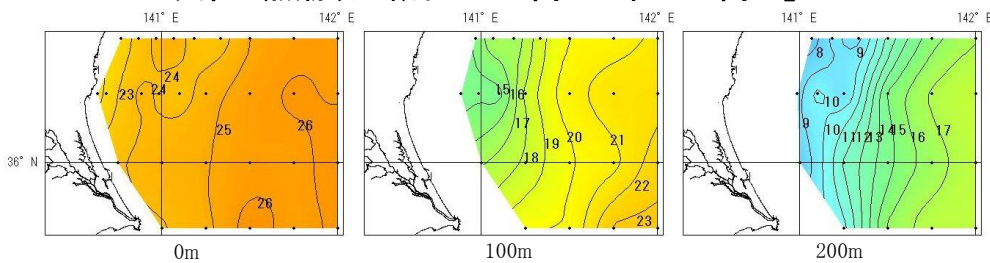 141° E 142° E 141° E 142° E 141° E 142° E
36° N
23 24 24 25 26 26
15 16 17 18 19 20 21 22 23
8 9 9 10 10 11 12 13 14 15 16 17
0m 100m 200m